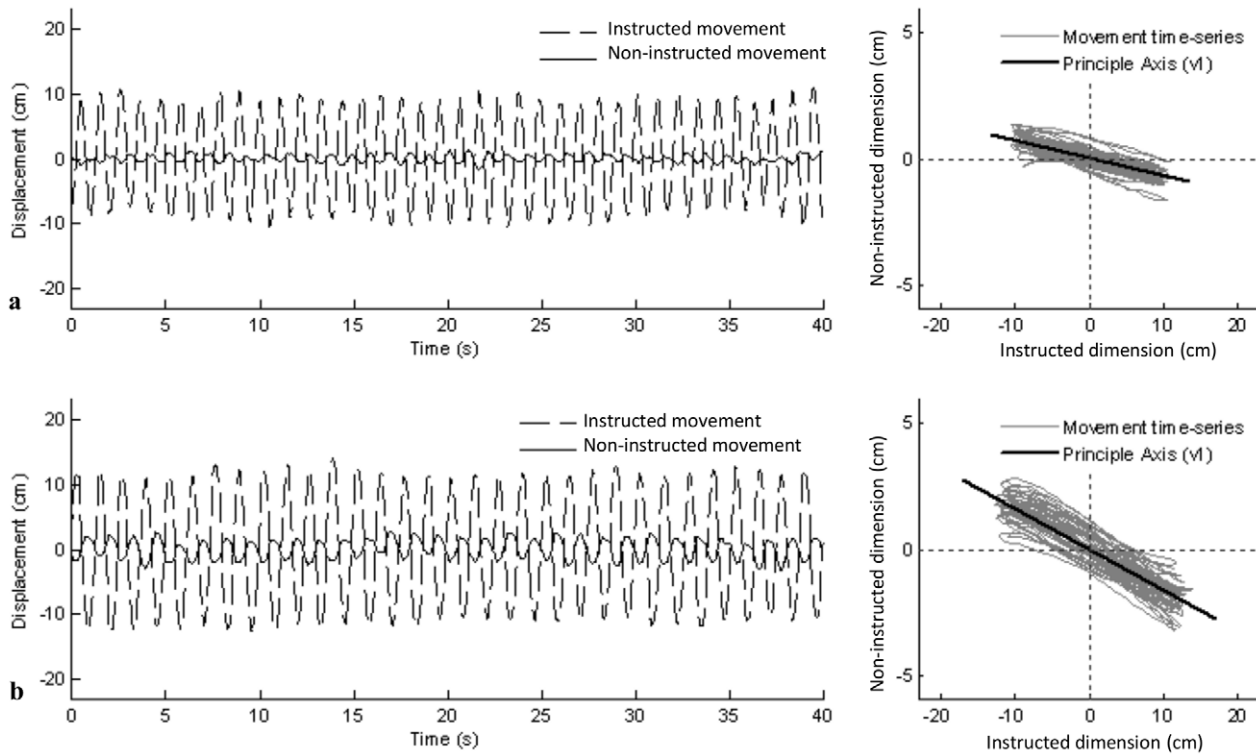 20
10
0
-10
-20
Displacement (cm)
Instructed movement
Non-instructed movement
0 5 10 15 20 25 30 35 40
Time (s)
a
5
0
-5
Non-instructed dimension (cm)
Movement time-series
Principle Axis (v1)
-20 -10 0 10 20
Instructed dimension (cm)
20
10
0
-10
-20
Displacement (cm)
Instructed movement
Non-instructed movement
0 5 10 15 20 25 30 35 40
Time (s)
b
5
0
-5
Non-instructed dimension (cm)
Movement time-series
Principle Axis (v1)
-20 -10 0 10 20
Instructed dimension (cm)